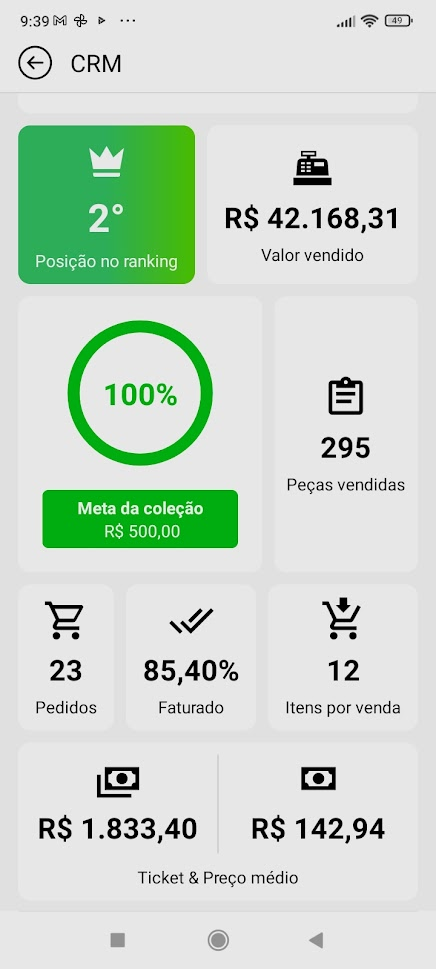 9:39
49
CRM
2°
Posição no ranking
R$ 42.168,31
Valor vendido
100%
Meta da coleção
R$ 500,00
295
Peças vendidas
23
Pedidos
85,40%
Faturado
12
Itens por venda
R$ 1.833,40
R$ 142,94
Ticket & Preço médio